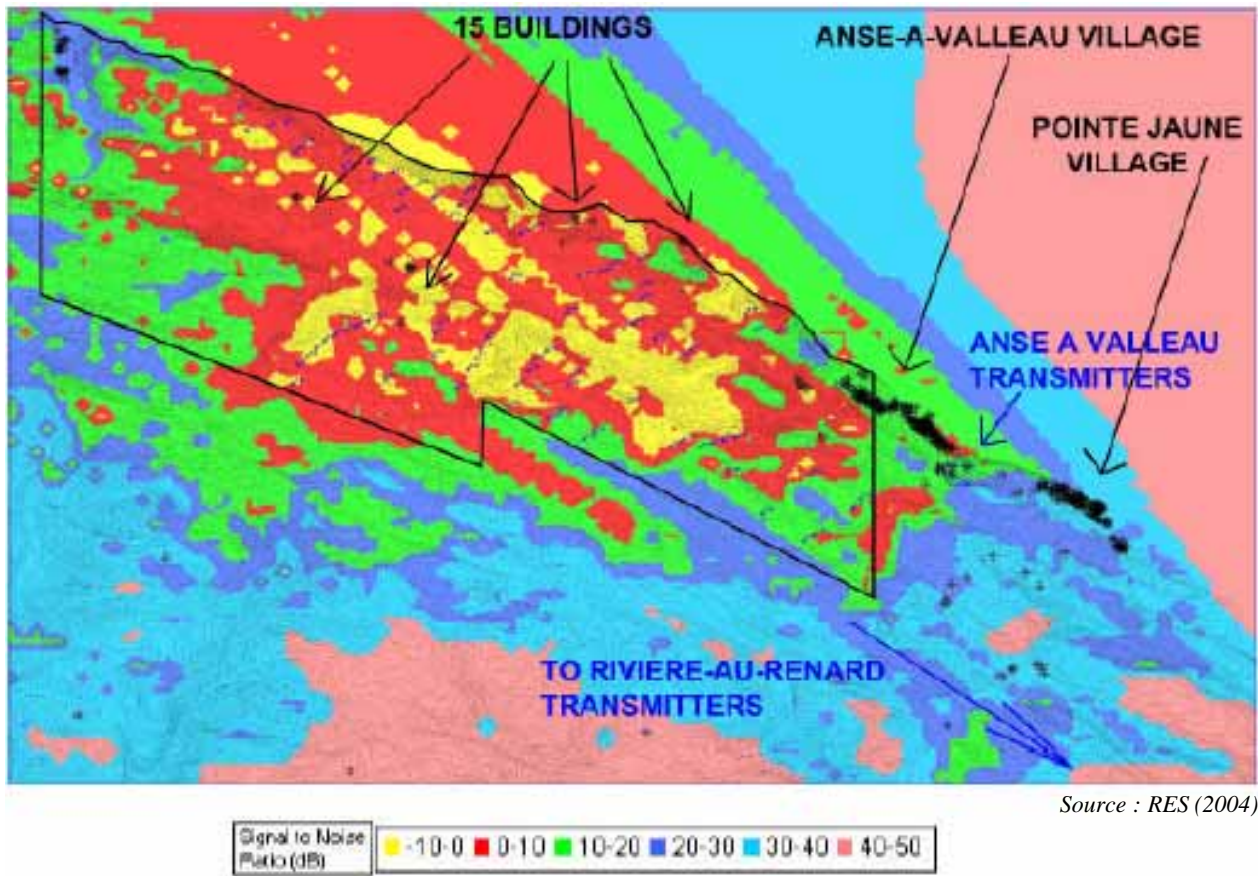 15 BUILDINGS
ANSE-A-VALLEAU VILLAGE
POINTE JAUNE
VILLAGE
ANSE A VALLEAU
TRANSMITTERS
TO RIVIERE-AU-RENARD
TRANSMITTERS
Source : RES (2004)
Signal to Noise
Ratio (dB)
-10-0 0-10 10-20 20-30 30-40 40-50